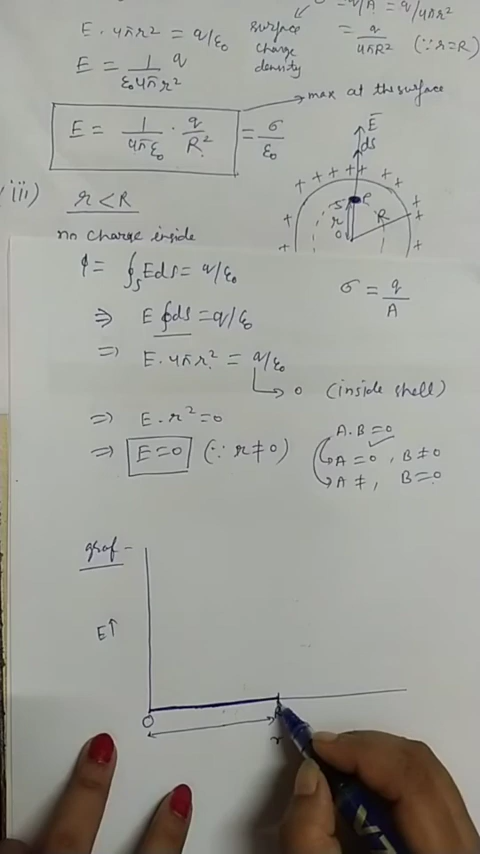 σ = q/A = q/4πr²
E · 4πr² = q/ε₀
surface charge density
= q/4πR² (∵ r=R)
E = 1/ε₀4πr² q
max at the surface
E = 1/4πε₀ · q/R² = σ/ε₀
E
ds
+ + + + + + +
+ + + +
iii) r < R
S P
r R
O
no charge inside
ϕ = ∮s Eds = q/ε₀
σ = q/A
⇒ E ∮ds = q/ε₀
⇒ E. 4πr² = q/ε₀
→ 0 (inside shell)
⇒ E. r² = 0
A. B = 0
⇒ E = 0 (∵ r ≠ 0)
A = 0, B ≠ 0
A ≠, B = 0
graf -
E↑
O
r